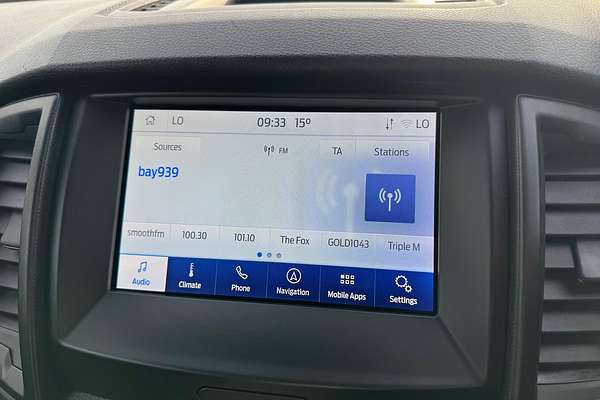 LO 09:33 15° LO
Sources FM TA Stations
bay939
smoothfm 100.30 101.10 The Fox GOLD1043 Triple M
Audio Climate Phone Navigation Mobile Apps Settings